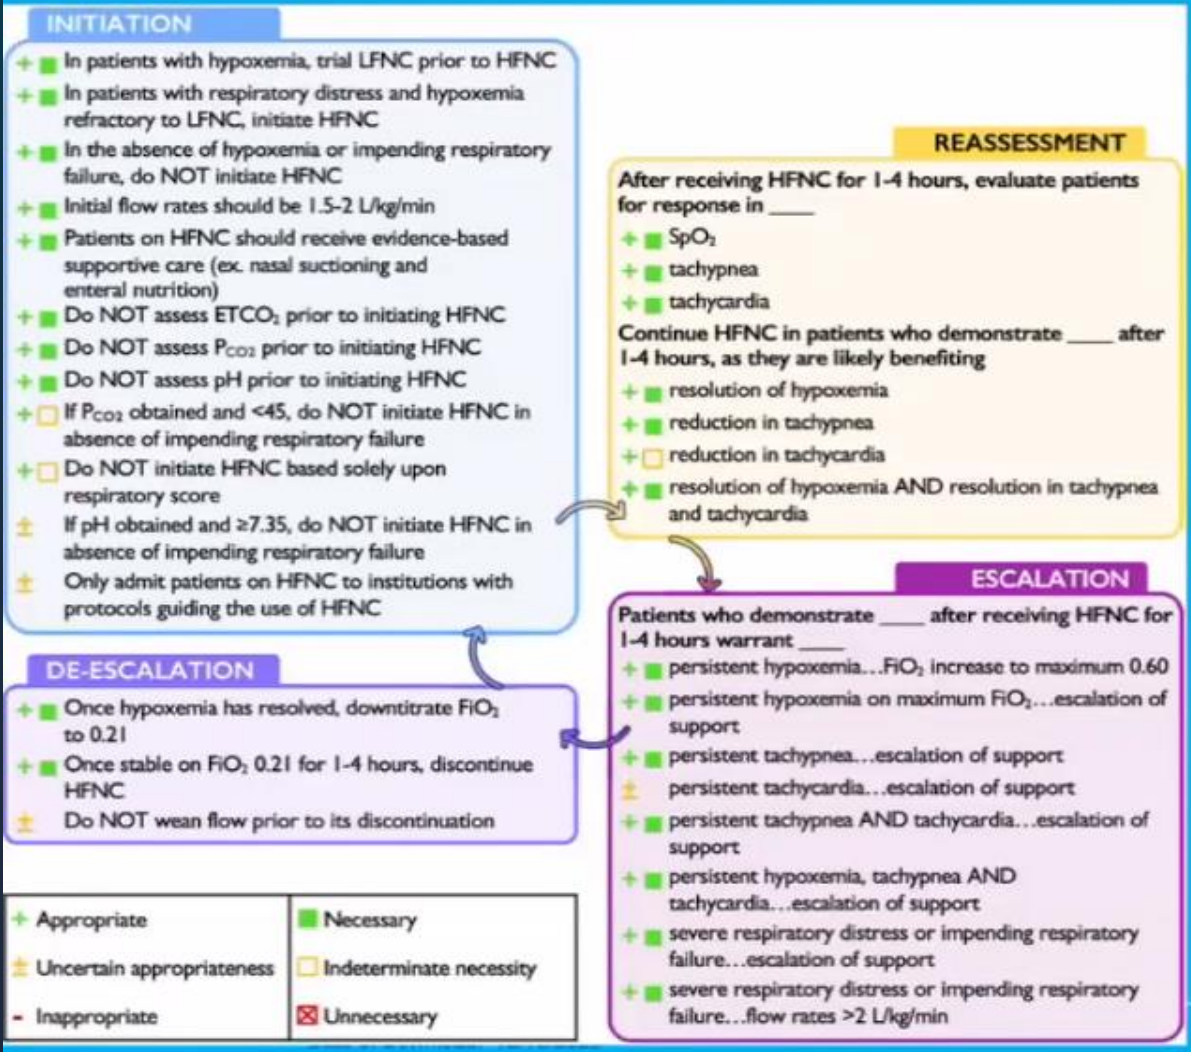 INITIATION
+ In patients with hypoxemia, trial LFNC prior to HFNC
+ In patients with respiratory distress and hypoxemia
refractory to LFNC, initiate HFNC
+ In the absence of hypoxemia or impending respiratory
failure, do NOT initiate HFNC
+ Initial flow rates should be 1.5-2 L/kg/min
+ Patients on HFNC should receive evidence-based
supportive care (ex. nasal suctioning and
enteral nutrition)
+ Do NOT assess ETCO₂ prior to initiating HFNC
+ Do NOT assess PCO2 prior to initiating HFNC
+ Do NOT assess pH prior to initiating HFNC
+ If PCO2 obtained and <45, do NOT initiate HFNC in
absence of impending respiratory failure
+ Do NOT initiate HFNC based solely upon
respiratory score
± If pH obtained and ≥7.35, do NOT initiate HFNC in
absence of impending respiratory failure
± Only admit patients on HFNC to institutions with
protocols guiding the use of HFNC
REASSESSMENT
After receiving HFNC for 1-4 hours, evaluate patients
for response in ____
+ SpO₂
+ tachypnea
+ tachycardia
Continue HFNC in patients who demonstrate ____ after
1-4 hours, as they are likely benefiting
+ resolution of hypoxemia
+ reduction in tachypnea
+ reduction in tachycardia
+ resolution of hypoxemia AND resolution in tachypnea
and tachycardia
ESCALATION
Patients who demonstrate ____ after receiving HFNC for
1-4 hours warrant ____
+ persistent hypoxemia...FiO₂ increase to maximum 0.60
+ persistent hypoxemia on maximum FiO₂...escalation of
support
+ persistent tachypnea...escalation of support
± persistent tachycardia...escalation of support
+ persistent tachypnea AND tachycardia...escalation of
support
+ persistent hypoxemia, tachypnea AND
tachycardia...escalation of support
+ severe respiratory distress or impending respiratory
failure...escalation of support
+ severe respiratory distress or impending respiratory
failure...flow rates >2 L/kg/min
DE-ESCALATION
+ Once hypoxemia has resolved, downtitrate FiO₂
to 0.21
+ Once stable on FiO₂ 0.21 for 1-4 hours, discontinue
HFNC
± Do NOT wean flow prior to its discontinuation
+ Appropriate
± Uncertain appropriateness
- Inappropriate
Necessary
Indeterminate necessity
Unnecessary